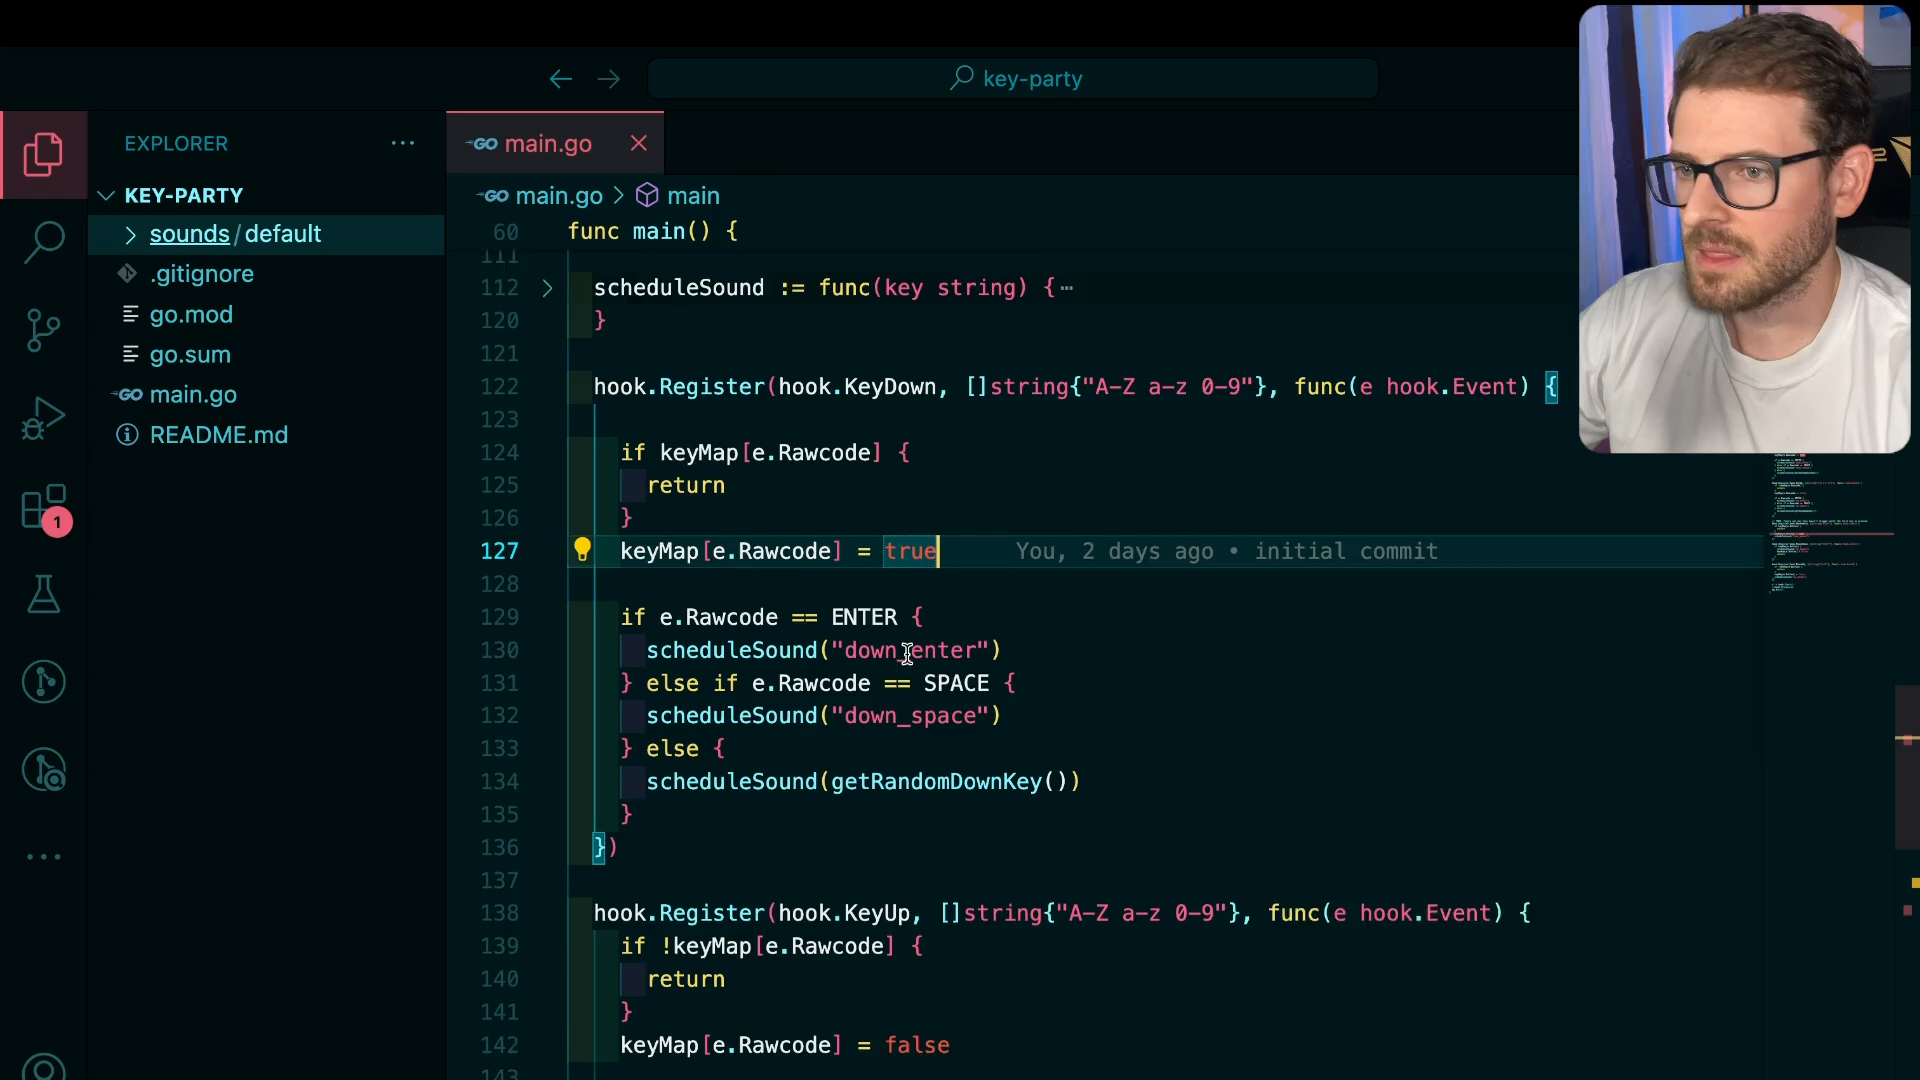 key-party
EXPLORER
KEY-PARTY
sounds/default
.gitignore
go.mod
go.sum
main.go
README.md
1
main.go
main.go > main
60 func main() {
111
112 scheduleSound := func(key string) {
120 }
121
122 hook.Register(hook.KeyDown, []string{"A-Z a-z 0-9"}, func(e hook.Event) {
123
124 if keyMap[e.Rawcode] {
125 return
126 }
127 keyMap[e.Rawcode] = true You, 2 days ago • initial commit
128
129 if e.Rawcode == ENTER {
130 scheduleSound("down_enter")
131 } else if e.Rawcode == SPACE {
132 scheduleSound("down_space")
133 } else {
134 scheduleSound(getRandomDownKey())
135 }
136 })
137
138 hook.Register(hook.KeyUp, []string{"A-Z a-z 0-9"}, func(e hook.Event) {
139 if !keyMap[e.Rawcode] {
140 return
141 }
142 keyMap[e.Rawcode] = false
143